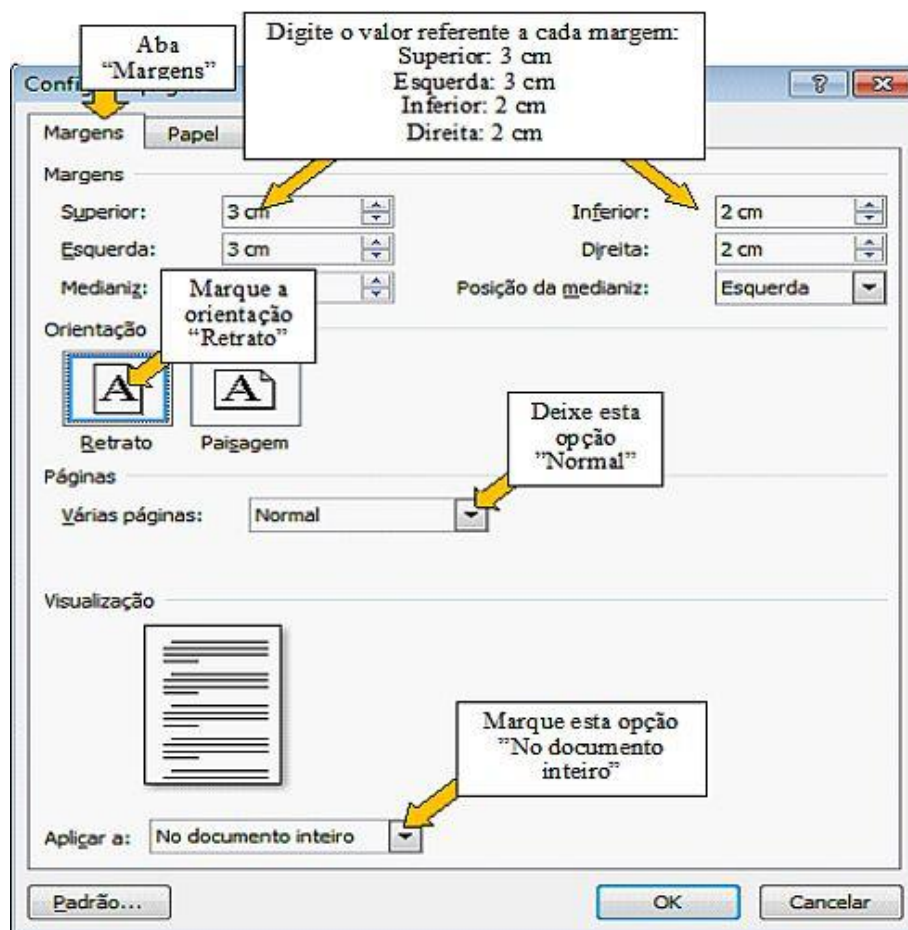 Aba
“Margens”
Digite o valor referente a cada margem:
Superior: 3 cm
Esquerda: 3 cm
Inferior: 2 cm
Direita: 2 cm
Margens
Papel
Margens
Superior:
3 cm
Inferior:
2 cm
Esquerda:
3 cm
Direita:
2 cm
Medianiz:
Posição da medianiz:
Esquerda
Marque a
orientação
“Retrato”
Orientação
A
A
Retrato
Paisagem
Deixe esta
opção
”Normal”
Páginas
Várias páginas:
Normal
Visualização
Marque esta opção
”No documento
inteiro”
Aplicar a:
No documento inteiro
Padrão...
OK
Cancelar